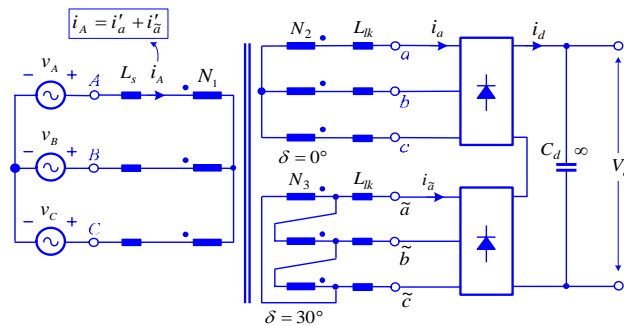 i_A = i'_a + i'_ã
v_A
− +
A
L_s
i_A
N_1
v_B
− +
B
v_C
− +
C
N_2
L_lk
a
i_a
i_d
b
c
δ = 0°
N_3
L_lk
ã
i_ã
b̃
c̃
δ = 30°
C_d
∞